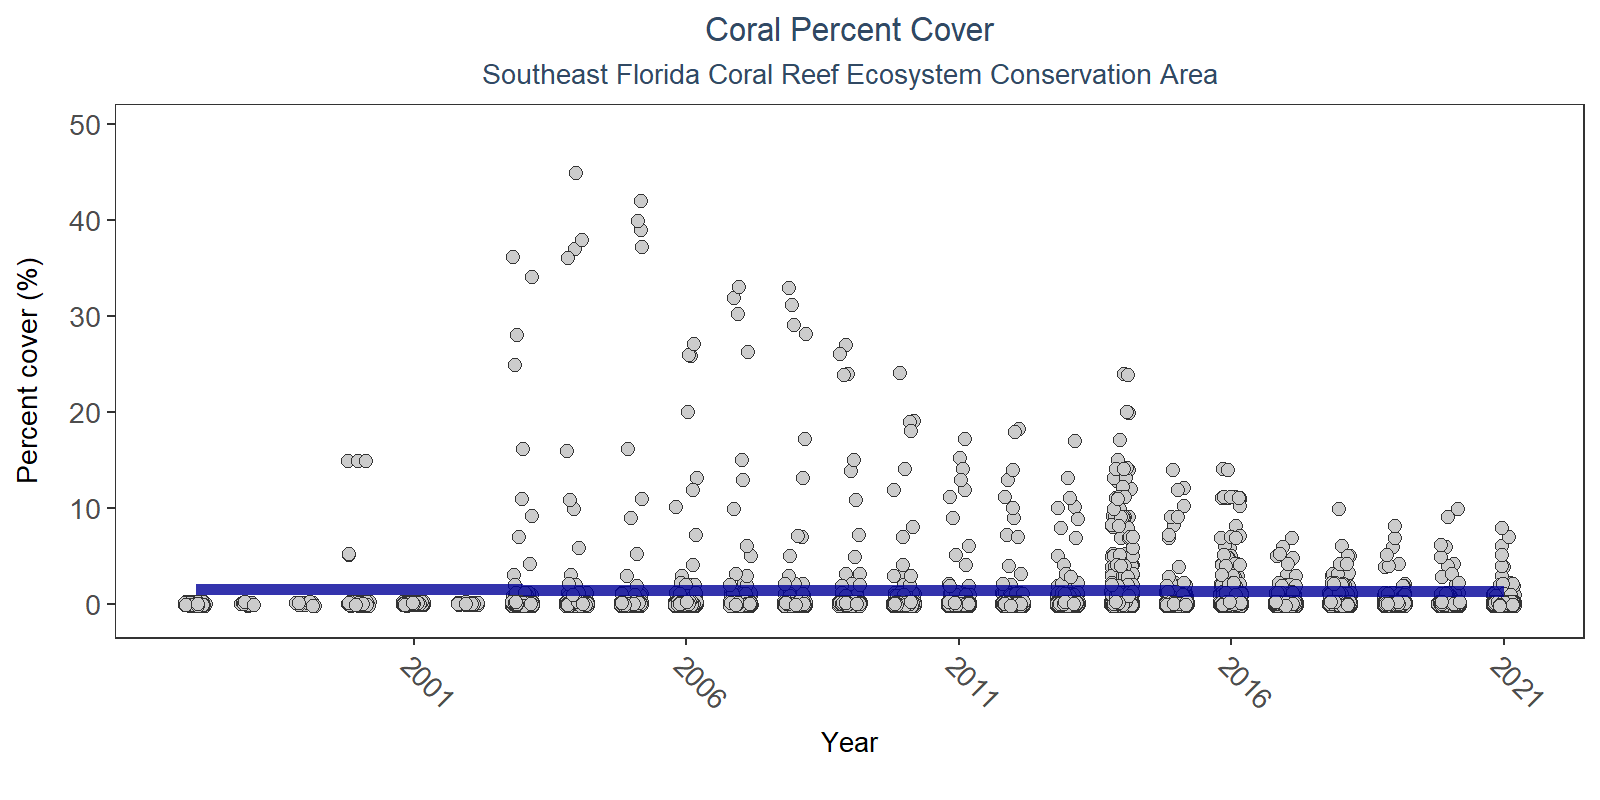 Coral Percent Cover
Southeast Florida Coral Reef Ecosystem Conservation Area
Percent cover (%)
50
40
30
20
10
0
2001
2006
2011
2016
2021
Year